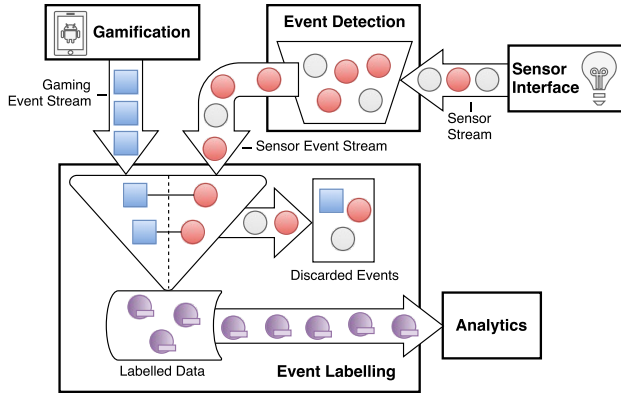 Gamification
Event Detection
Sensor
Interface
Gaming
Event Stream
Sensor
Stream
Sensor Event Stream
Discarded Events
Analytics
Labelled Data
Event Labelling